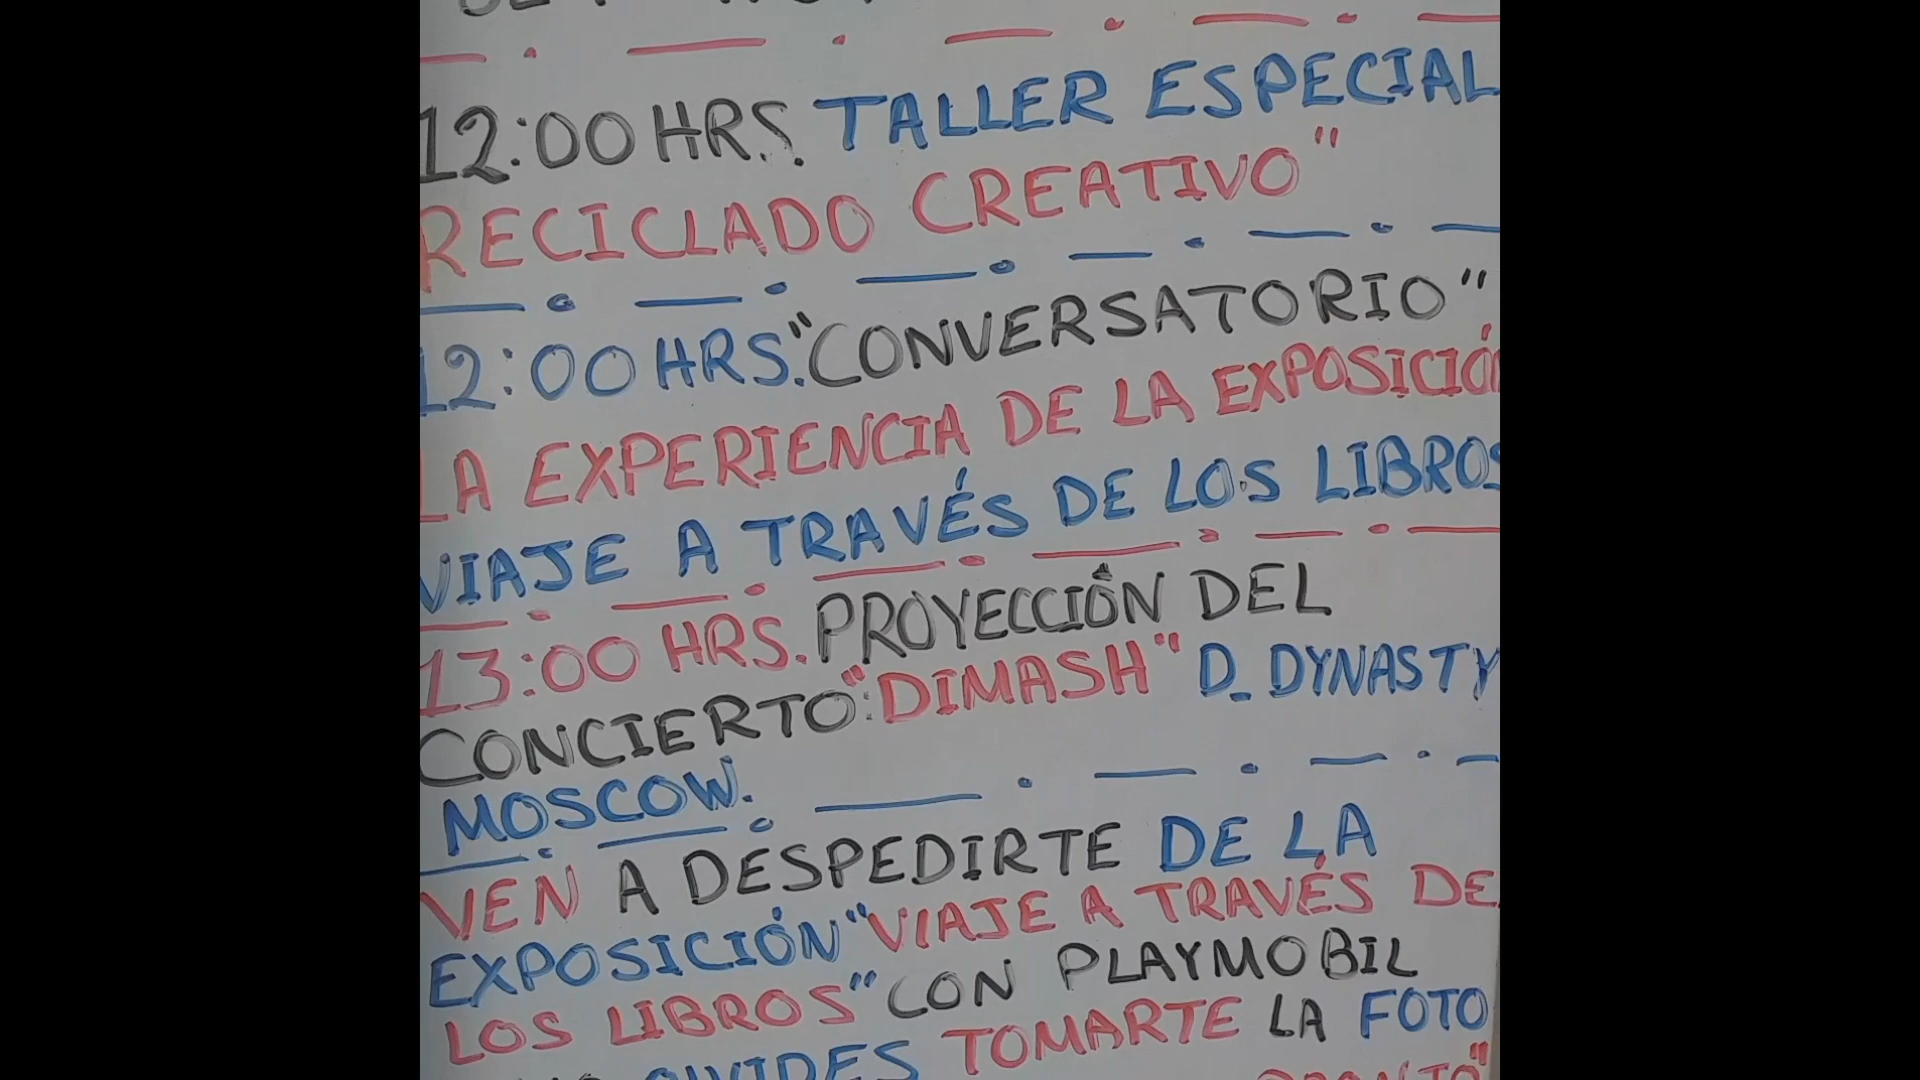 12:00 HRS. TALLER ESPECIAL
RECICLADO CREATIVO"
12:00 HRS. "CONVERSATORIO"
LA EXPERIENCIA DE LA EXPOSICIÓN
VIAJE A TRAVÉS DE LOS LIBROS
13:00 HRS. PROYECCIÓN DEL
CONCIERTO: "DIMASH" D. DYNASTY
MOSCOW.
VEN A DESPEDIRTE DE LA
EXPOSICIÓN "VIAJE A TRAVÉS DE
LOS LIBROS" CON PLAYMOBIL
OLVIDES TOMARTE LA FOTO